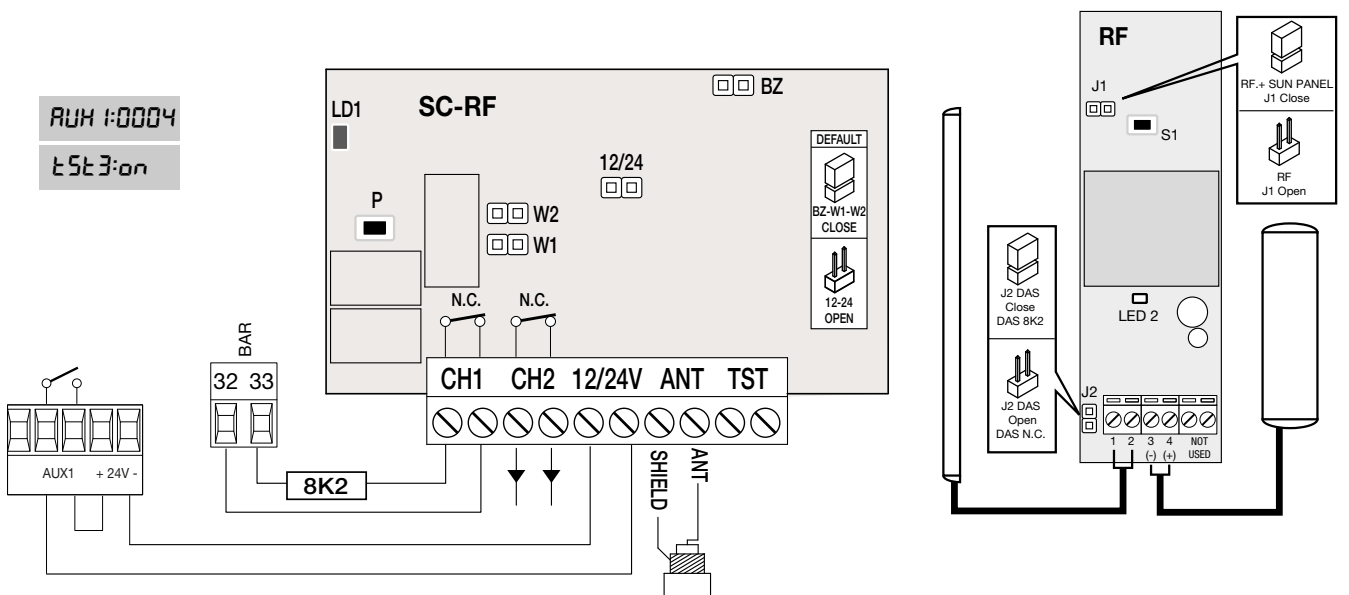 AUX 1:0004
tSt3:on
LD1
SC-RF
BZ
12/24
P
W2
W1
N.C.
N.C.
DEFAULT
BZ-W1-W2
CLOSE
12-24
OPEN
BAR
32 33
CH1 CH2 12/24V ANT TST
AUX1 + 24V -
8K2
SHIELD
ANT
RF
J1
S1
RF.+ SUN PANEL
J1 Close
RF
J1 Open
J2 DAS
Close
DAS 8K2
J2 DAS
Open
DAS N.C.
LED 2
J2
1 2 3 4 NOT
(-) (+) USED